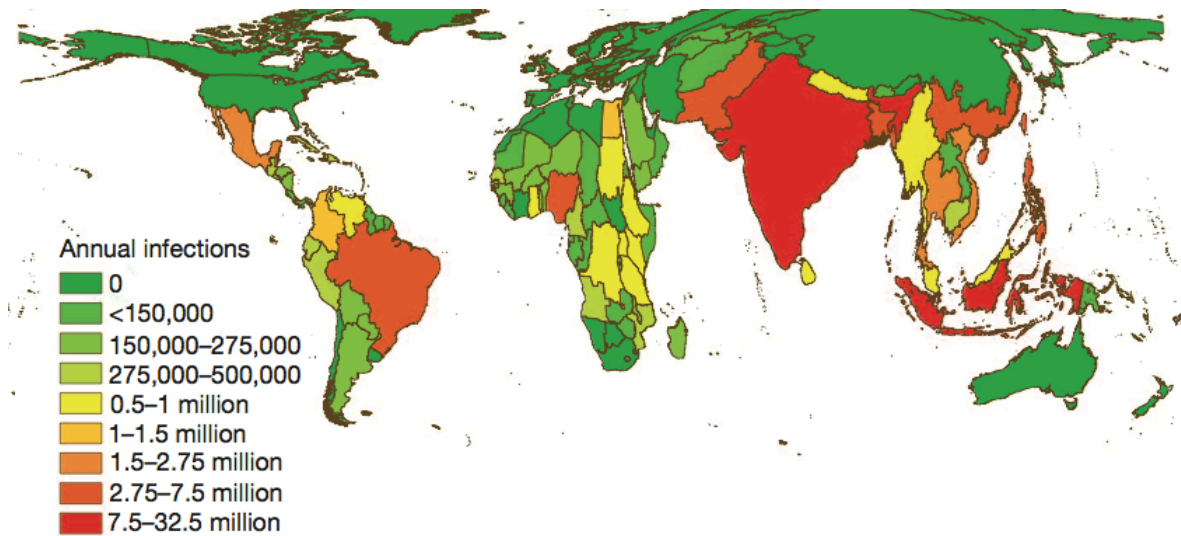 Annual infections
0
<150,000
150,000–275,000
275,000–500,000
0.5–1 million
1–1.5 million
1.5–2.75 million
2.75–7.5 million
7.5–32.5 million